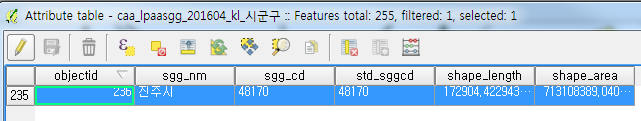 Attribute table - caa_lpaasgg_201604_kl_시군구 :: Features total: 255, filtered: 1, selected: 1
objectid sgg_nm sgg_cd std_sggcd shape_length shape_area
235 236 진주시 48170 48170 172904,422943··· 713108389,040···